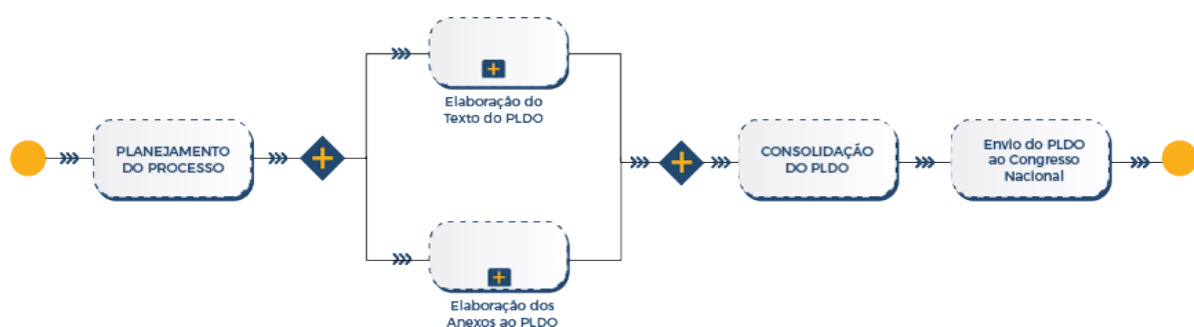 PLANEJAMENTO
DO PROCESSO
Elaboração do
Texto do PLDO
Elaboração dos
Anexos ao PLDO
CONSOLIDAÇÃO
DO PLDO
Envio do PLDO
ao Congresso
Nacional